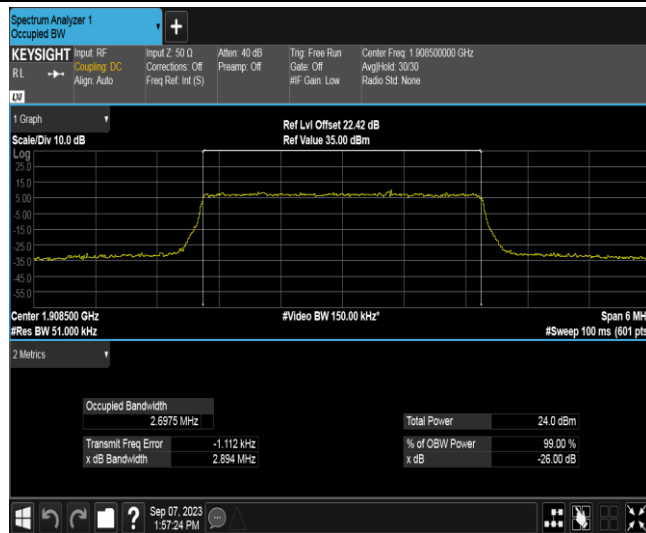 Spectrum Analyzer 1
Occupied BW
KEYSIGHT
RL
Input: RF
Coupling: DC
Align: Auto
Input Z: 50 Ω
Corrections: Off
Freq Ref: Int (S)
Atten: 40 dB
Preamp: Off
Trig: Free Run
Gate: Off
#IF Gain: Low
Center Freq: 1.908500000 GHz
Avg|Hold: 30/30
Radio Std: None
1 Graph
Scale/Div 10.0 dB
Ref Lvl Offset 22.42 dB
Ref Value 35.00 dBm
Log
25.0
15.0
5.00
-5.00
-15.0
-25.0
-35.0
-45.0
-55.0
Center 1.908500 GHz
#Video BW 150.00 kHz*
Span 6 MH
#Res BW 51.000 kHz
#Sweep 100 ms (601 pts
2 Metrics
Occupied Bandwidth
2.6975 MHz
Total Power 24.0 dBm
Transmit Freq Error -1.112 kHz
% of OBW Power 99.00 %
x dB Bandwidth 2.894 MHz
x dB -26.00 dB
Sep 07, 2023
1:57:24 PM